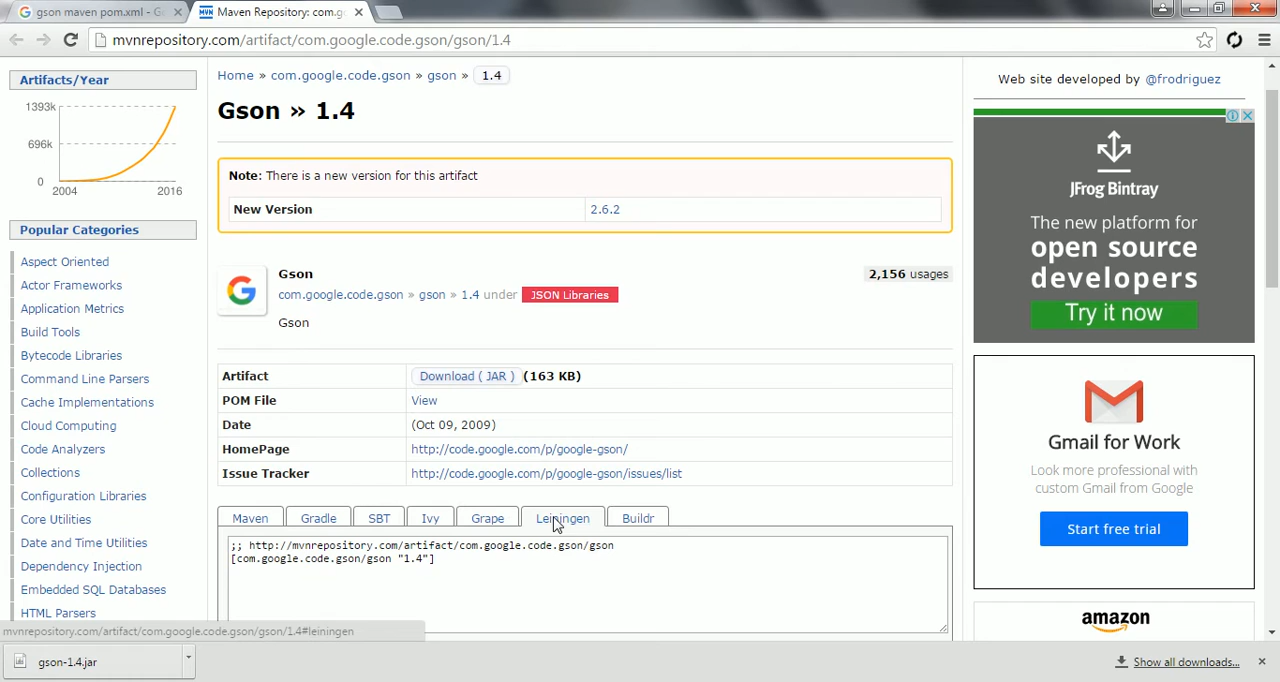 gson maven pom.xml - G
Maven Repository: com.g
mvnrepository.com/artifact/com.google.code.gson/gson/1.4
Artifacts/Year
1393k
696k
0
2004
2016
Popular Categories
Aspect Oriented
Actor Frameworks
Application Metrics
Build Tools
Bytecode Libraries
Command Line Parsers
Cache Implementations
Cloud Computing
Code Analyzers
Collections
Configuration Libraries
Core Utilities
Date and Time Utilities
Dependency Injection
Embedded SQL Databases
HTML Parsers
Home » com.google.code.gson » gson » 1.4
Gson » 1.4
Note: There is a new version for this artifact
New Version 2.6.2
Gson
2,156 usages
com.google.code.gson » gson » 1.4 under JSON Libraries
Gson
Artifact Download ( JAR ) (163 KB)
POM File View
Date (Oct 09, 2009)
HomePage http://code.google.com/p/google-gson/
Issue Tracker http://code.google.com/p/google-gson/issues/list
Maven Gradle SBT Ivy Grape Leiningen Buildr
;; http://mvnrepository.com/artifact/com.google.code.gson/gson
[com.google.code.gson/gson "1.4"]
Web site developed by @frodriguez
JFrog Bintray
The new platform for
open source
developers
Try it now
Gmail for Work
Look more professional with
custom Gmail from Google
Start free trial
amazon
mvnrepository.com/artifact/com.google.code.gson/gson/1.4#leiningen
gson-1.4.jar
Show all downloads...